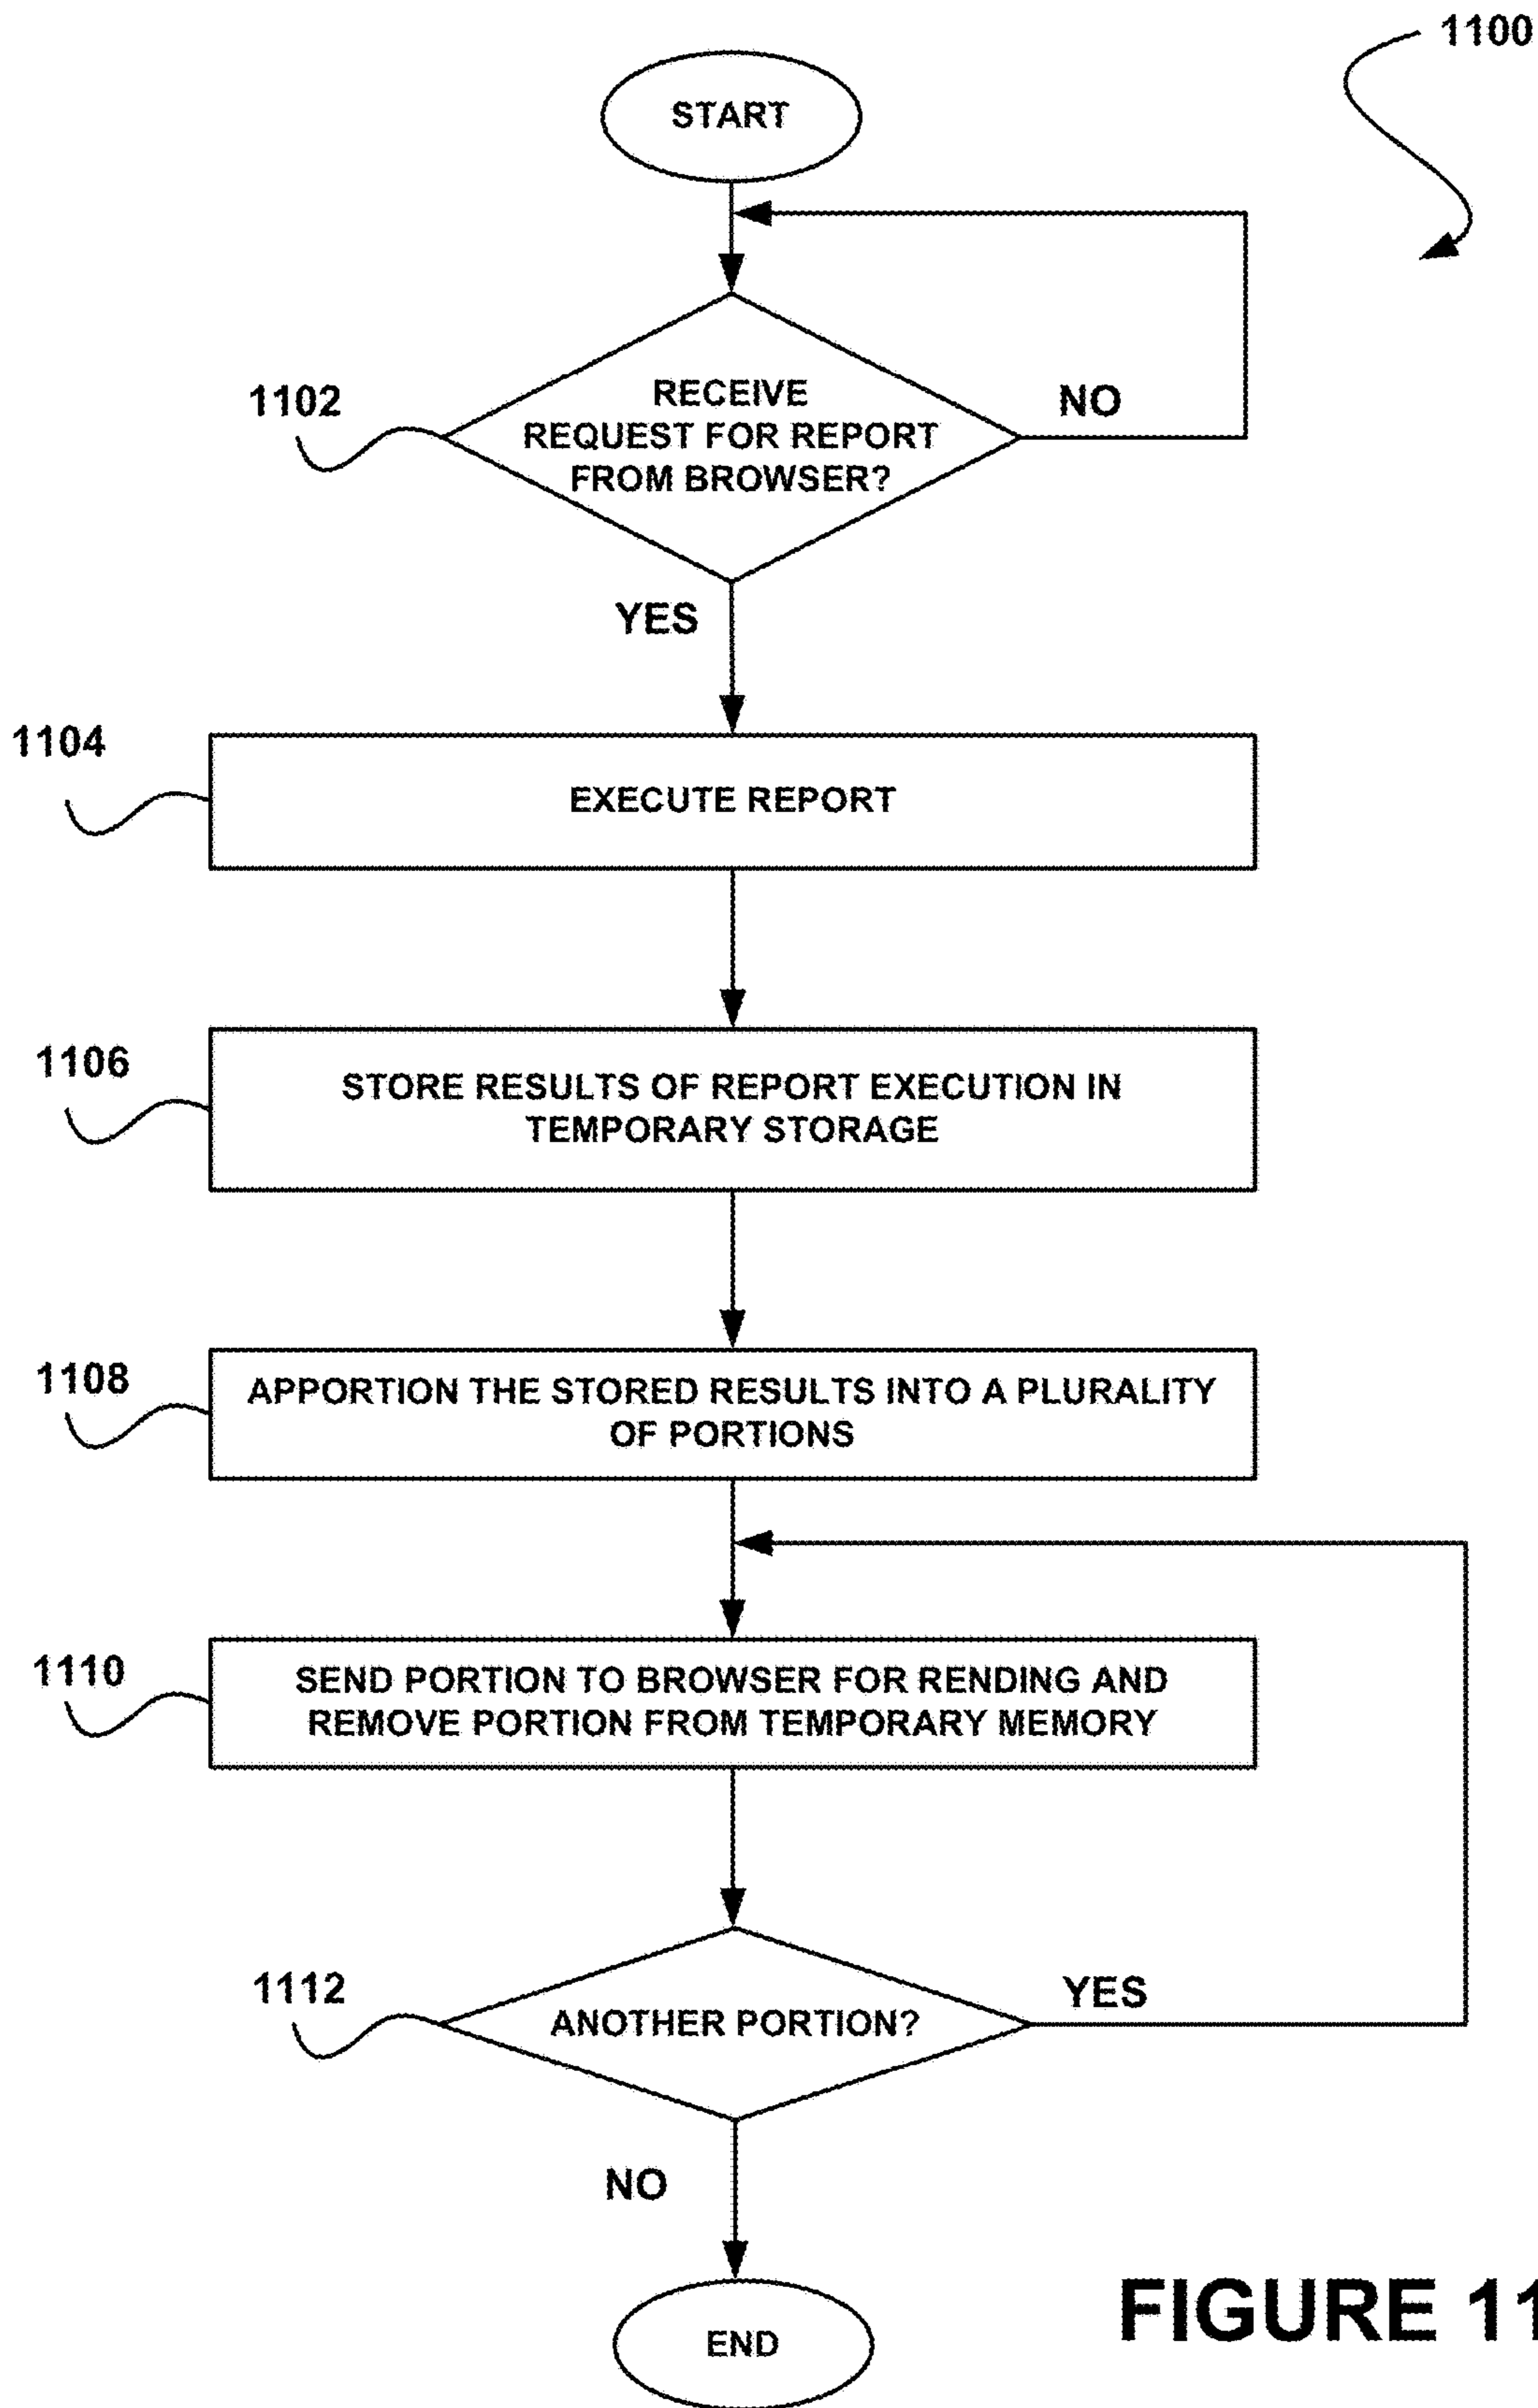 1100
START
1102
RECEIVE
REQUEST FOR REPORT
FROM BROWSER?
NO
YES
1104
EXECUTE REPORT
1106
STORE RESULTS OF REPORT EXECUTION IN
TEMPORARY STORAGE
1108
APPORTION THE STORED RESULTS INTO A PLURALITY
OF PORTIONS
1110
SEND PORTION TO BROWSER FOR RENDING AND
REMOVE PORTION FROM TEMPORARY MEMORY
1112
ANOTHER PORTION?
YES
NO
END
FIGURE 11